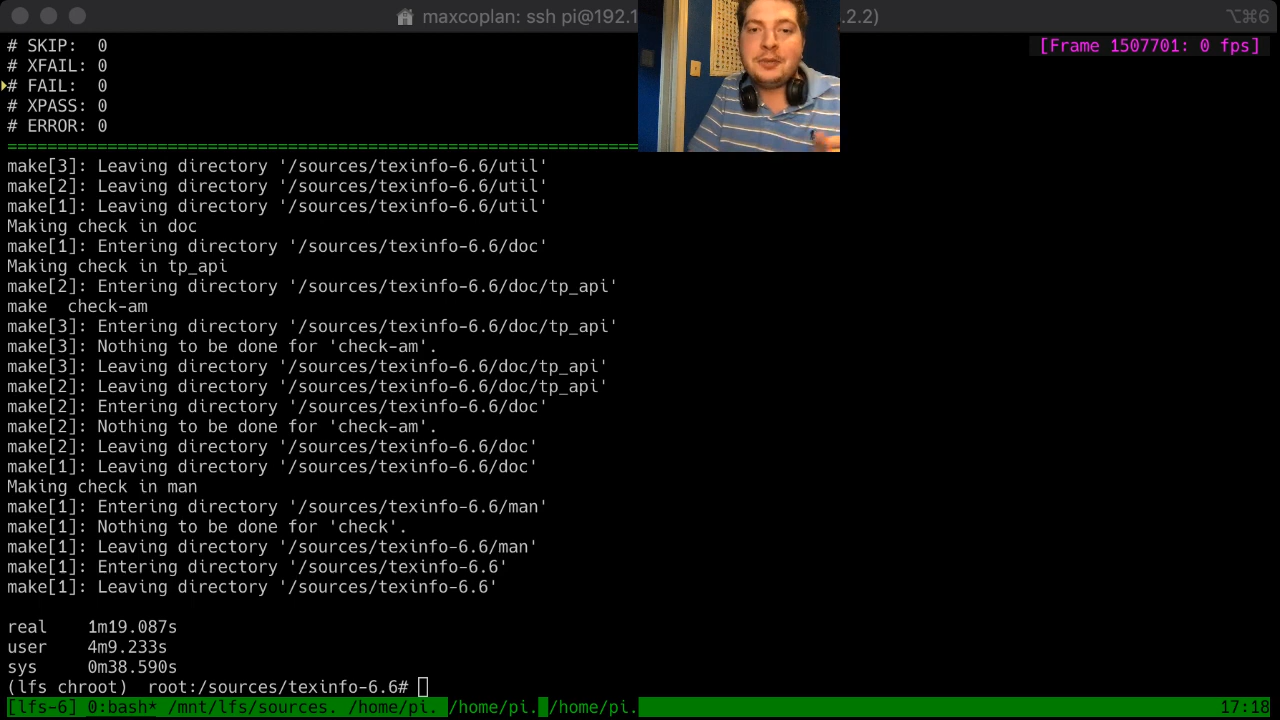 maxcoplan: ssh pi@192.1 .2.2) ⌥⌘6
# SKIP:  0
[Frame 1507701: 0 fps]
# XFAIL: 0
# FAIL:  0
# XPASS: 0
# ERROR: 0
================================================================
make[3]: Leaving directory '/sources/texinfo-6.6/util'
make[2]: Leaving directory '/sources/texinfo-6.6/util'
make[1]: Leaving directory '/sources/texinfo-6.6/util'
Making check in doc
make[1]: Entering directory '/sources/texinfo-6.6/doc'
Making check in tp_api
make[2]: Entering directory '/sources/texinfo-6.6/doc/tp_api'
make  check-am
make[3]: Entering directory '/sources/texinfo-6.6/doc/tp_api'
make[3]: Nothing to be done for 'check-am'.
make[3]: Leaving directory '/sources/texinfo-6.6/doc/tp_api'
make[2]: Leaving directory '/sources/texinfo-6.6/doc/tp_api'
make[2]: Entering directory '/sources/texinfo-6.6/doc'
make[2]: Nothing to be done for 'check-am'.
make[2]: Leaving directory '/sources/texinfo-6.6/doc'
make[1]: Leaving directory '/sources/texinfo-6.6/doc'
Making check in man
make[1]: Entering directory '/sources/texinfo-6.6/man'
make[1]: Nothing to be done for 'check'.
make[1]: Leaving directory '/sources/texinfo-6.6/man'
make[1]: Entering directory '/sources/texinfo-6.6'
make[1]: Leaving directory '/sources/texinfo-6.6'
real    1m19.087s
user    4m9.233s
sys     0m38.590s
(lfs chroot)  root:/sources/texinfo-6.6#
[lfs-6] 0:bash* /mnt/lfs/sources. /home/pi. /home/pi. /home/pi. 17:18